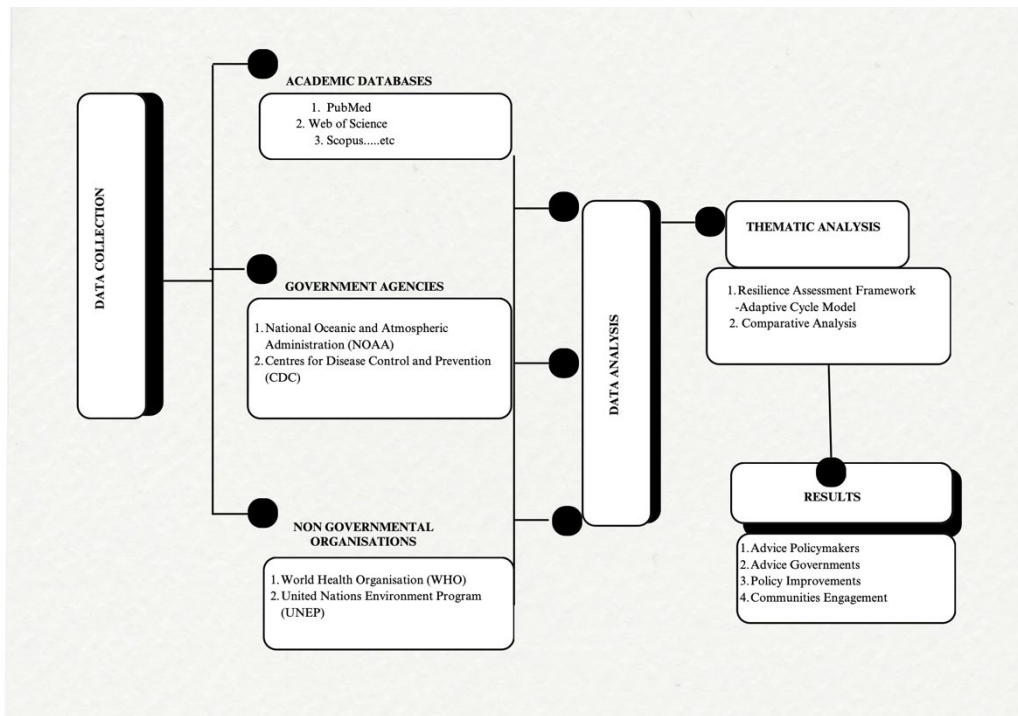 DATA COLLECTION
ACADEMIC DATABASES
1. PubMed
2. Web of Science
3. Scopus.....etc
GOVERNMENT AGENCIES
1. National Oceanic and Atmospheric
Administration (NOAA)
2. Centres for Disease Control and Prevention
(CDC)
NON GOVERNMENTAL
ORGANISATIONS
1. World Health Organisation (WHO)
2. United Nations Environment Program
(UNEP)
DATA ANALYSIS
THEMATIC ANALYSIS
1. Resilience Assessment Framework
-Adaptive Cycle Model
2. Comparative Analysis
RESULTS
1. Advice Policymakers
2. Advice Governments
3. Policy Improvements
4. Communities Engagement